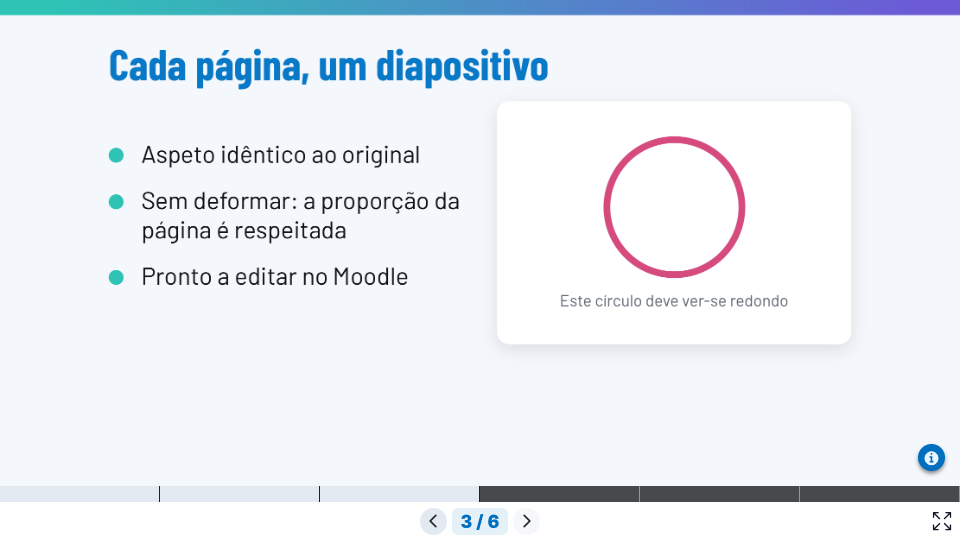 Cada página, um diapositivo
Aspeto idêntico ao original
Sem deformar: a proporção da
página é respeitada
Pronto a editar no Moodle
Este círculo deve ver-se redondo
3 / 6